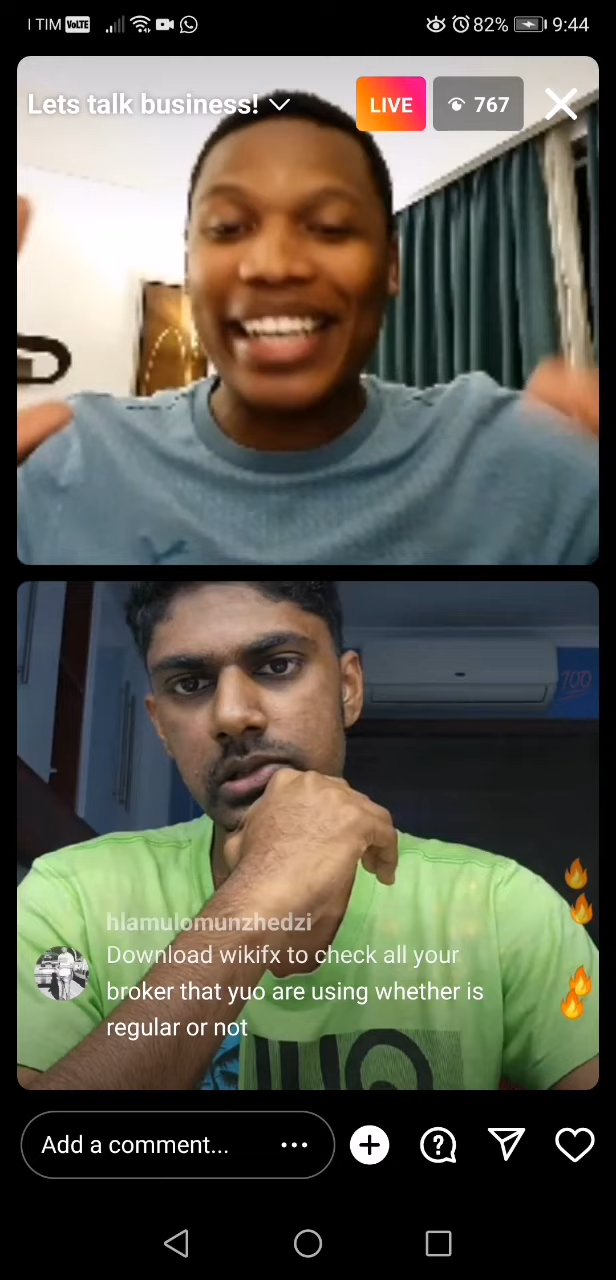 I TIM VoLTE 82% 9:44
Lets talk business! LIVE 767
100
hlamulomunzhedzi
Download wikifx to check all your
broker that yuo are using whether is
regular or not
Add a comment...